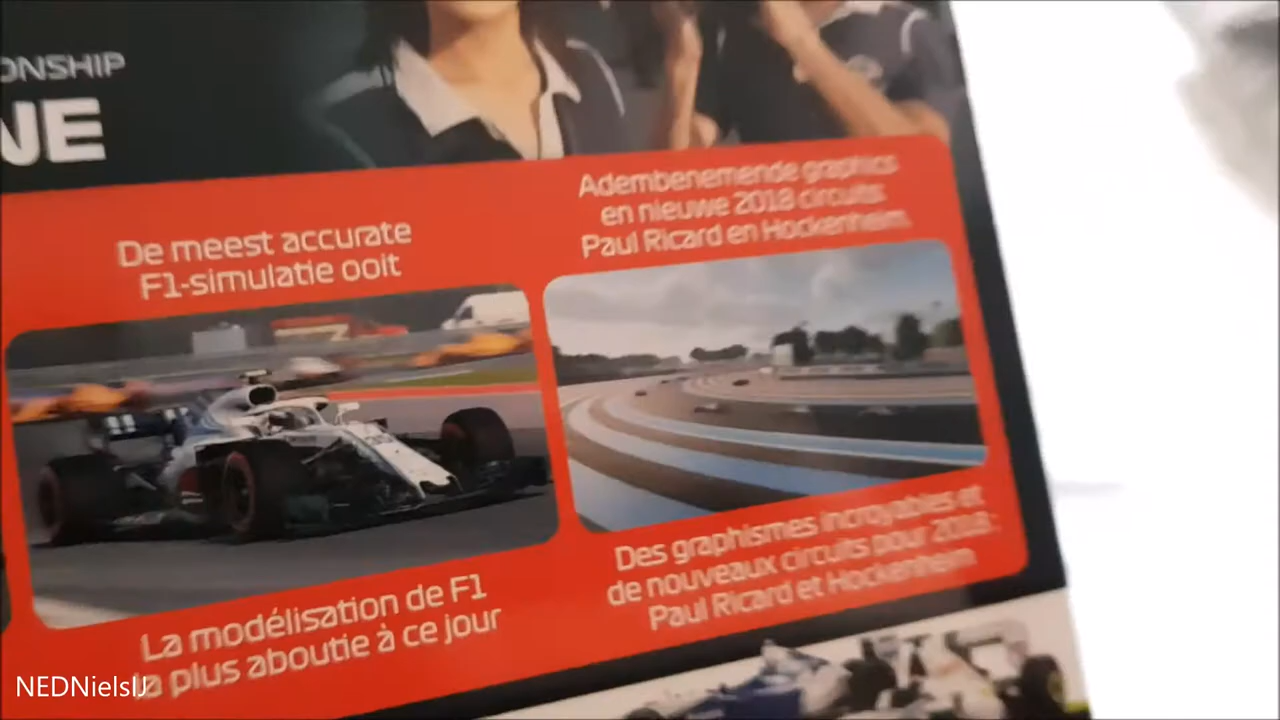 ONSHIP
NE
De meest accurate
F1-simulatie ooit
Adembenemende graphics
en nieuwe 2018 circuits
Paul Ricard en Hockenheim
La modélisation de F1
la plus aboutie à ce jour
Des graphismes incroyables et
de nouveaux circuits pour 2018 :
Paul Ricard et Hockenheim
NEDNielsIJ